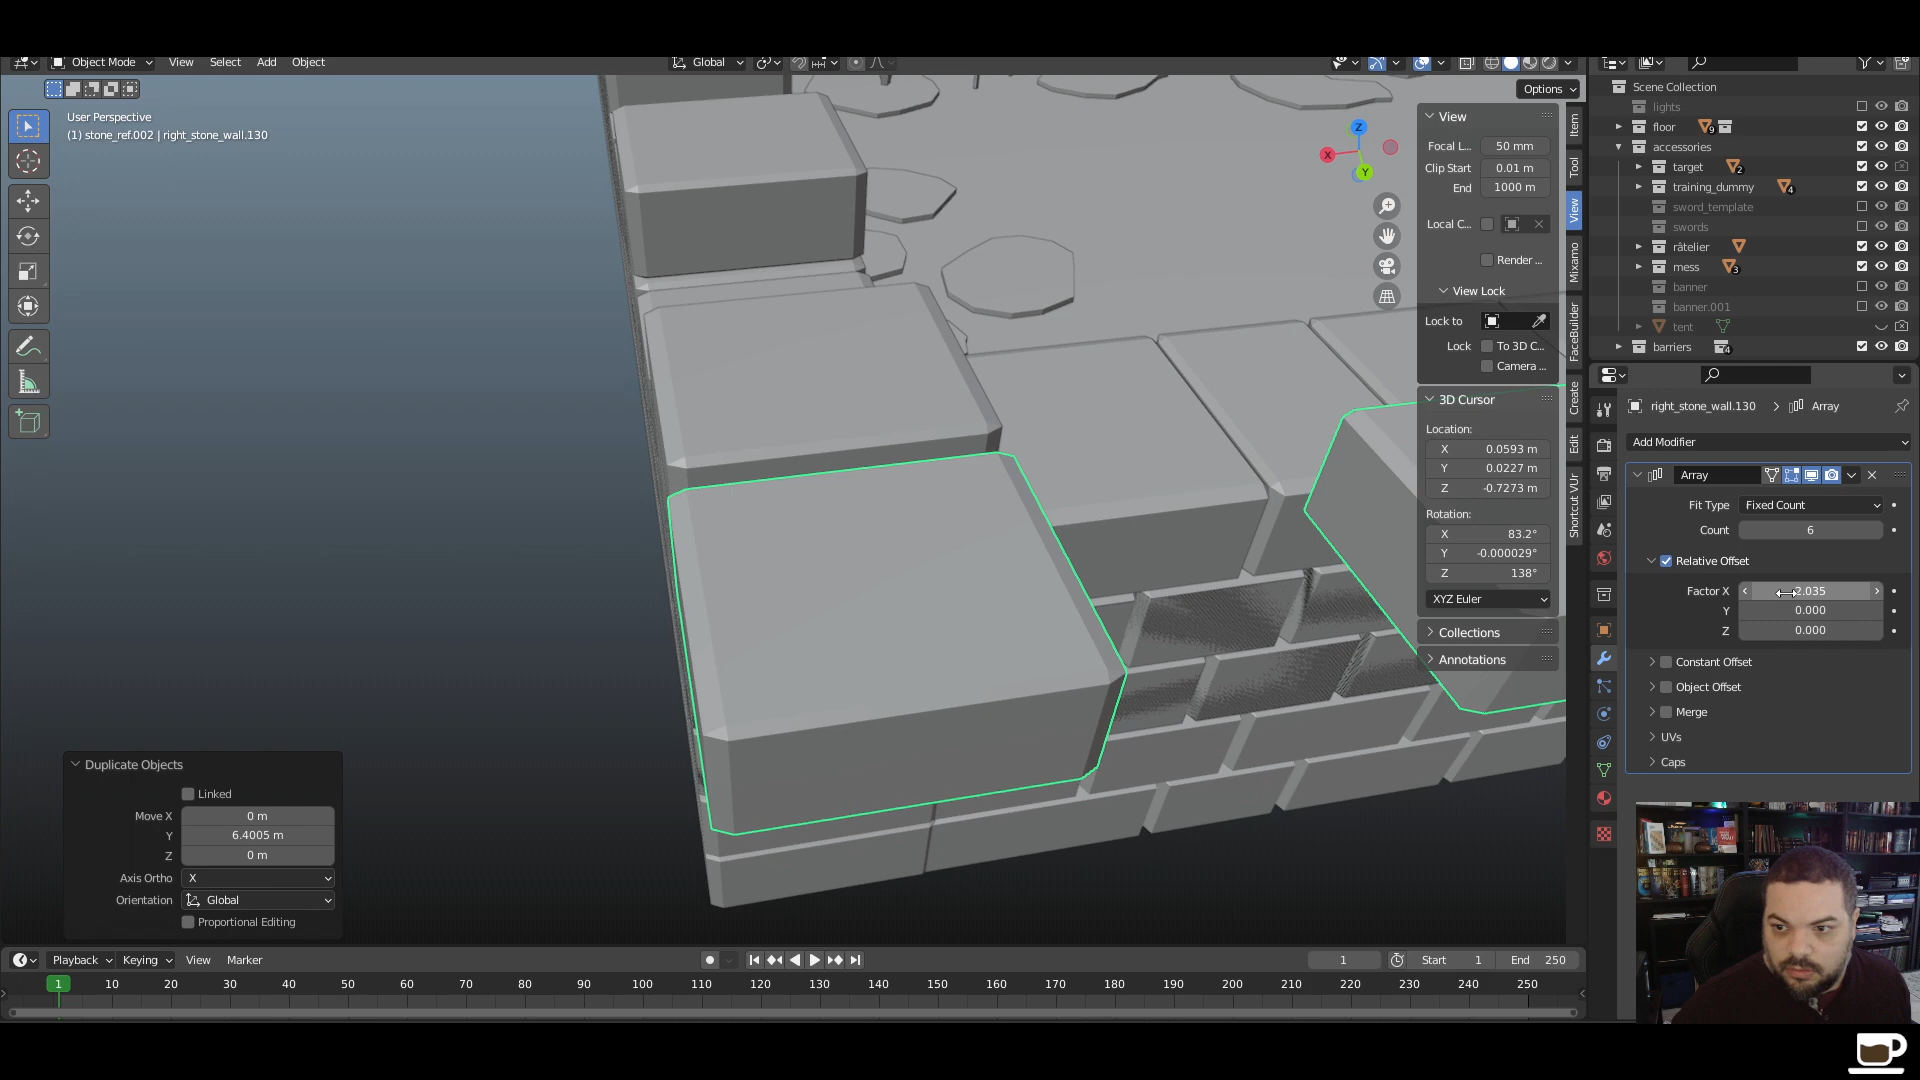 Object Mode
View
Select
Add
Object
Global
Options
User Perspective
(1) stone_ref.002 | right_stone_wall.130
Z
X
Y
View
Focal L...
50 mm
Clip Start
0.01 m
End
1000 m
Local C...
Render ...
View Lock
Lock to
Lock
To 3D C...
Camera ...
3D Cursor
Location:
X
0.0593 m
Y
0.0227 m
Z
-0.7273 m
Rotation:
X
83.2°
Y
-0.000029°
Z
138°
XYZ Euler
Collections
Annotations
Item
Tool
View
Mixamo
FaceBuilder
Create
Edit
Shortcut VUr
Scene Collection
lights
floor
9
accessories
target
2
training_dummy
4
sword_template
swords
râtelier
mess
3
banner
banner.001
tent
barriers
4
right_stone_wall.130
Array
Add Modifier
Array
Fit Type
Fixed Count
Count
6
Relative Offset
Factor X
2.035
Y
0.000
Z
0.000
Constant Offset
Object Offset
Merge
UVs
Caps
Duplicate Objects
Linked
Move X
0 m
Y
6.4005 m
Z
0 m
Axis Ortho
X
Orientation
Global
Proportional Editing
Playback
Keying
View
Marker
1
Start
1
End
250
1
10
20
30
40
50
60
70
80
90
100
110
120
130
140
150
160
170
180
190
200
210
220
230
240
250